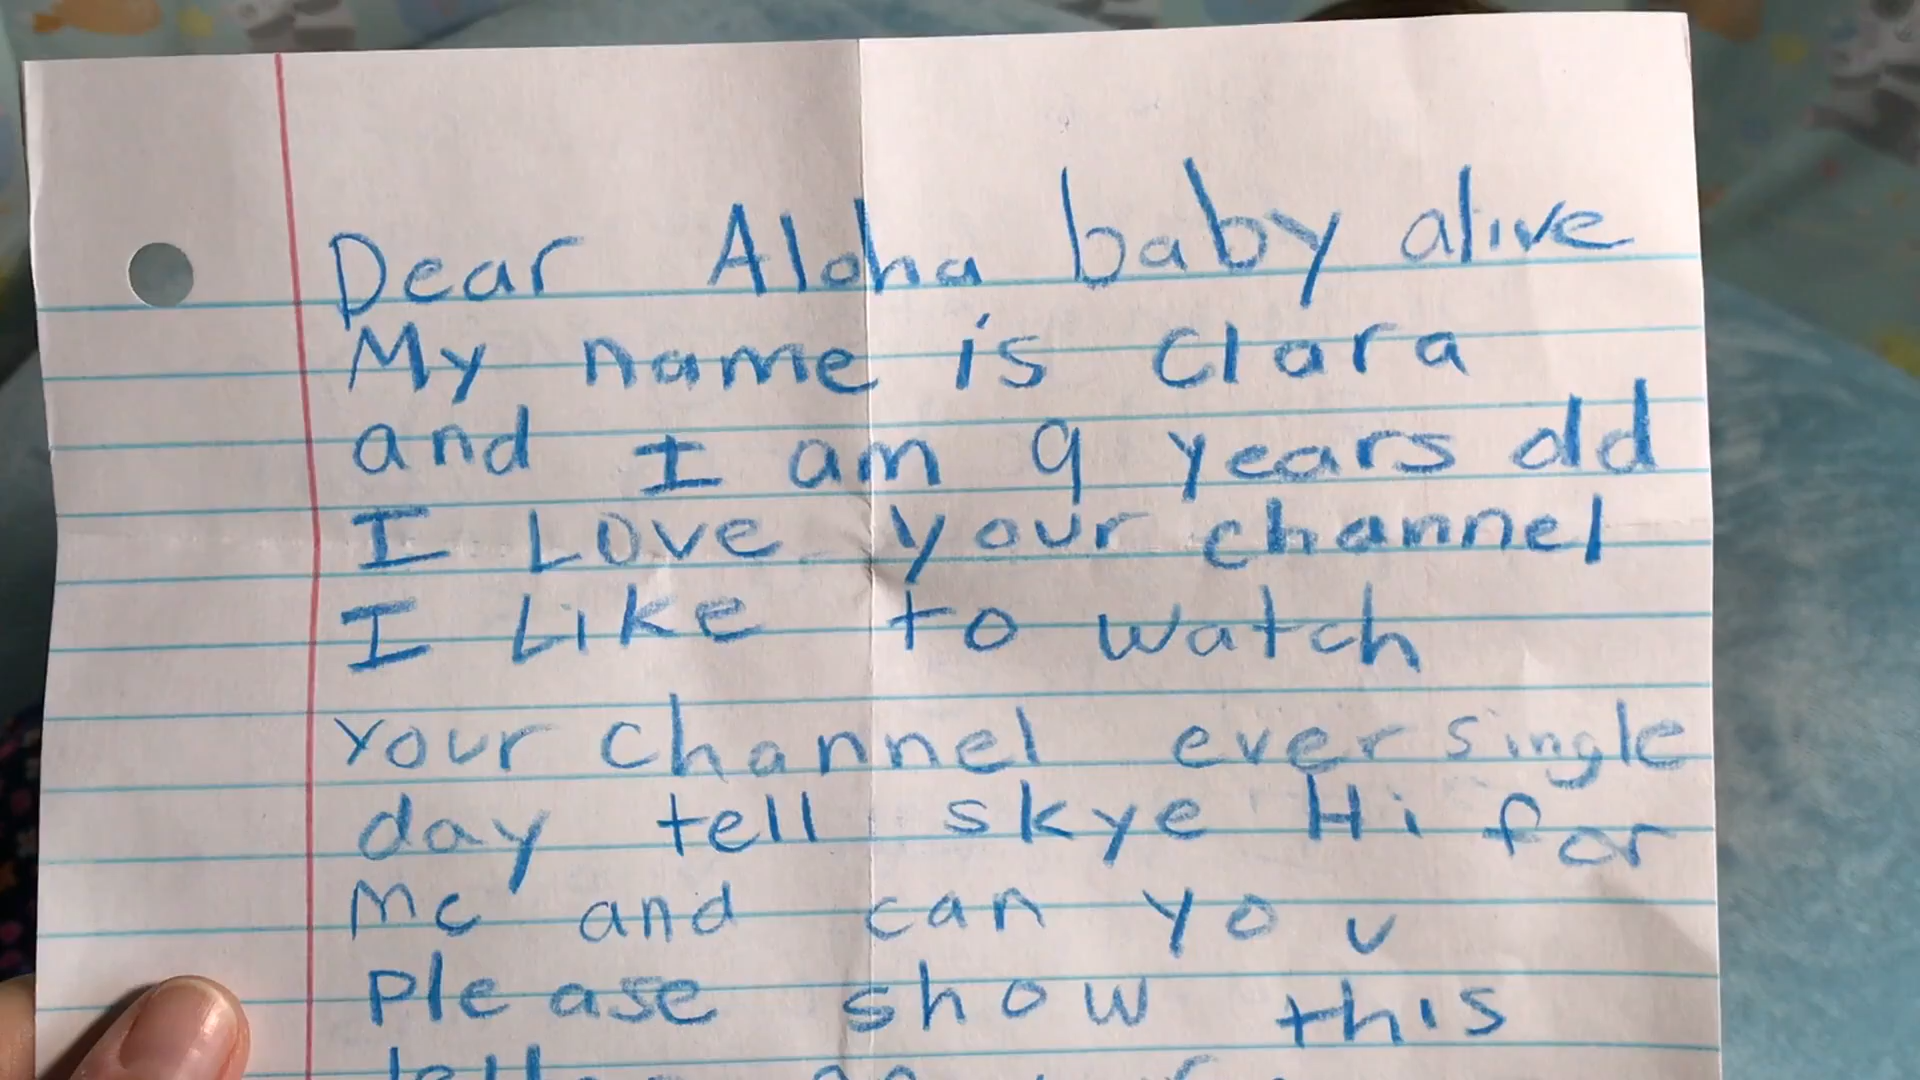 Dear Aloha baby alive
My name is Clara
and I am 9 years old
I Love your channel
I Like to watch
Your channel ever single
day tell skye Hi for
Me and can you
please show this